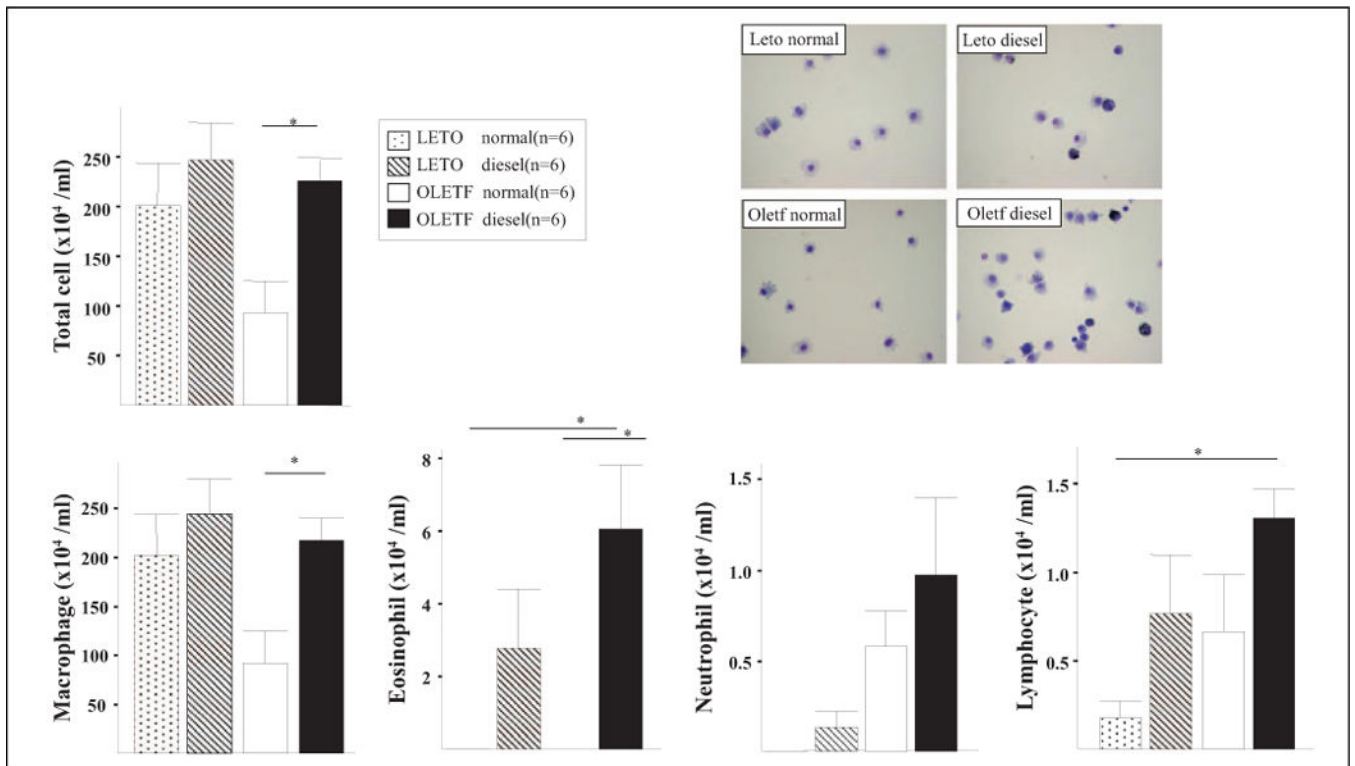 Leto normal
Leto diesel
Oletf normal
Oletf diesel
Total cell (x10⁴ /ml)
250
200
150
100
50
*
LETO normal(n=6)
LETO diesel(n=6)
OLETF normal(n=6)
OLETF diesel(n=6)
Macrophage (x10⁴ /ml)
250
200
150
100
50
*
Eosinophil (x10⁴ /ml)
8
6
4
2
*
*
Neutrophil (x10⁴ /ml)
1.5
1.0
0.5
Lymphocyte (x10⁴ /ml)
1.5
1.0
0.5
*